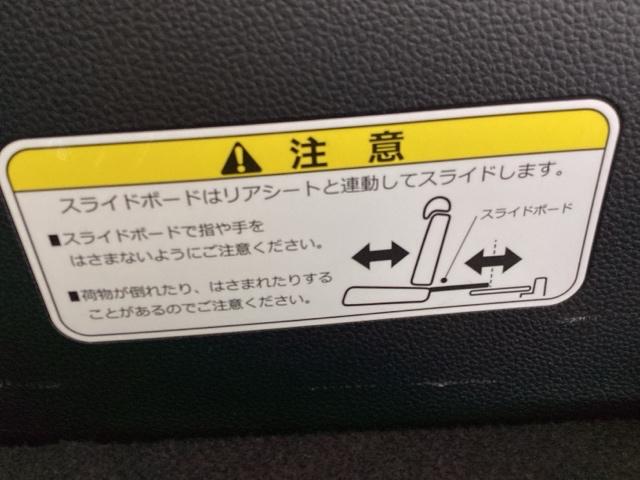 注意
スライドボードはリアシートと連動してスライドします。
■スライドボードで指や手を
はさまないようにご注意ください。
■荷物が倒れたり、はさまれたりする
ことがあるのでご注意ください。
スライドボード